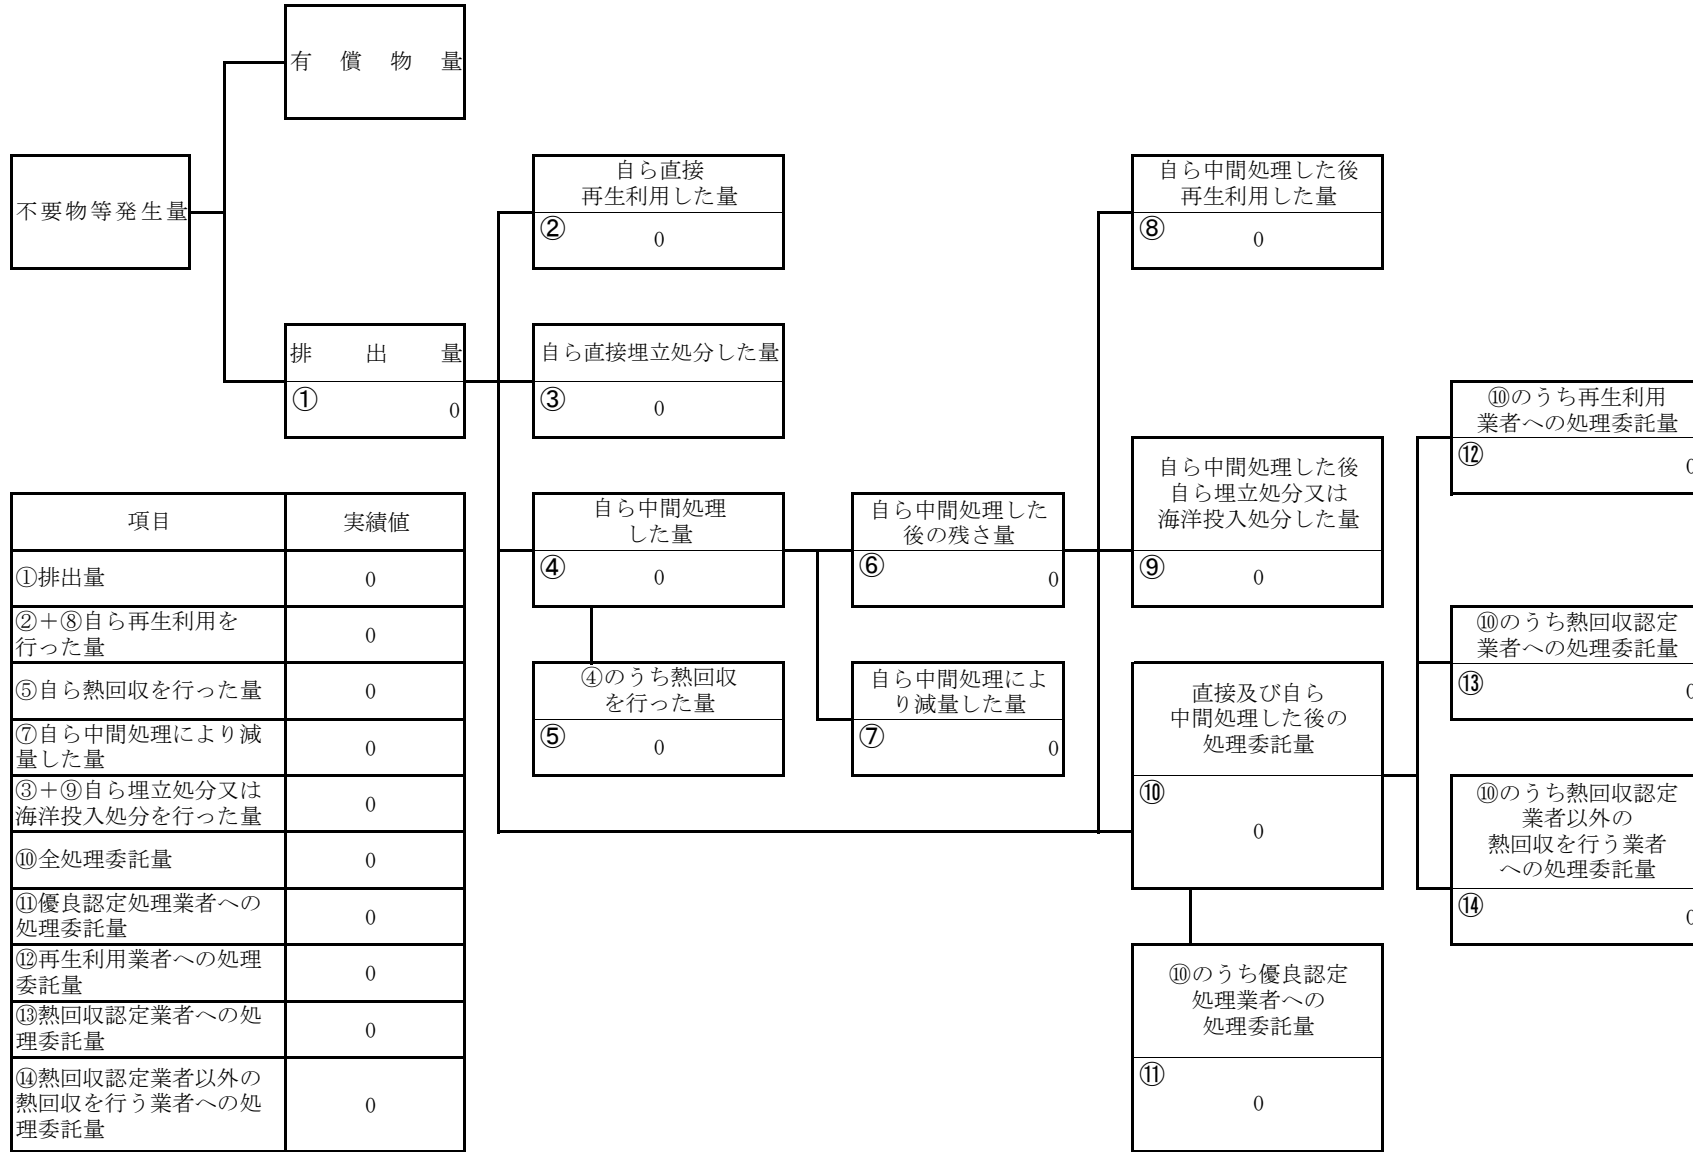 有償物量
不要物等発生量
排出量
①
0
自ら直接
再生利用した量
②
0
自ら直接埋立処分した量
③
0
自ら中間処理
した量
④
0
④のうち熱回収
を行った量
⑤
0
自ら中間処理した
後の残さ量
⑥
0
自ら中間処理によ
り減量した量
⑦
0
自ら中間処理した後
再生利用した量
⑧
0
自ら中間処理した後
自ら埋立処分又は
海洋投入処分した量
⑨
0
直接及び自ら
中間処理した後の
処理委託量
⑩
0
⑩のうち優良認定
処理業者への
処理委託量
⑪
0
⑩のうち再生利用
業者への処理委託量
⑫
0
⑩のうち熱回収認定
業者への処理委託量
⑬
0
⑩のうち熱回収認定
業者以外の
熱回収を行う業者
への処理委託量
⑭
0
項目 実績値
①排出量 0
②＋⑧自ら再生利用を
行った量 0
⑤自ら熱回収を行った量 0
⑦自ら中間処理により減
量した量 0
③＋⑨自ら埋立処分又は
海洋投入処分を行った量 0
⑩全処理委託量 0
⑪優良認定処理業者への
処理委託量 0
⑫再生利用業者への処理
委託量 0
⑬熱回収認定業者への処
理委託量 0
⑭熱回収認定業者以外の
熱回収を行う業者への処 0
理委託量